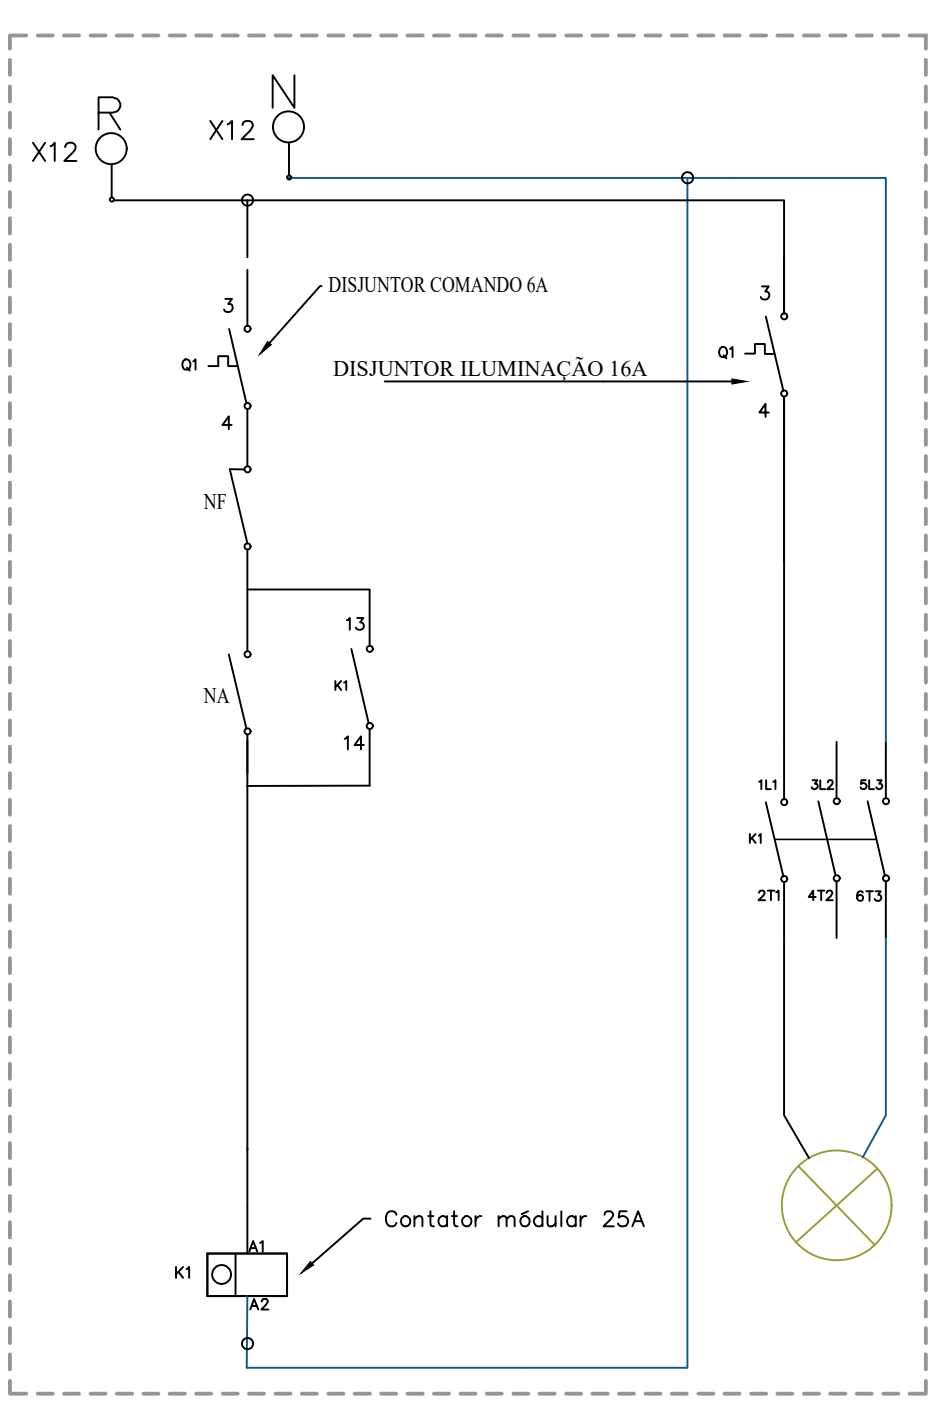 R
N
X12
X12
DISJUNTOR COMANDO 6A
3
3
Q1
Q1
DISJUNTOR ILUMINAÇÃO 16A
4
4
NF
13
K1
NA
14
1L1
3L2
5L3
K1
2T1
4T2
6T3
Contator módular 25A
A1
K1
A2